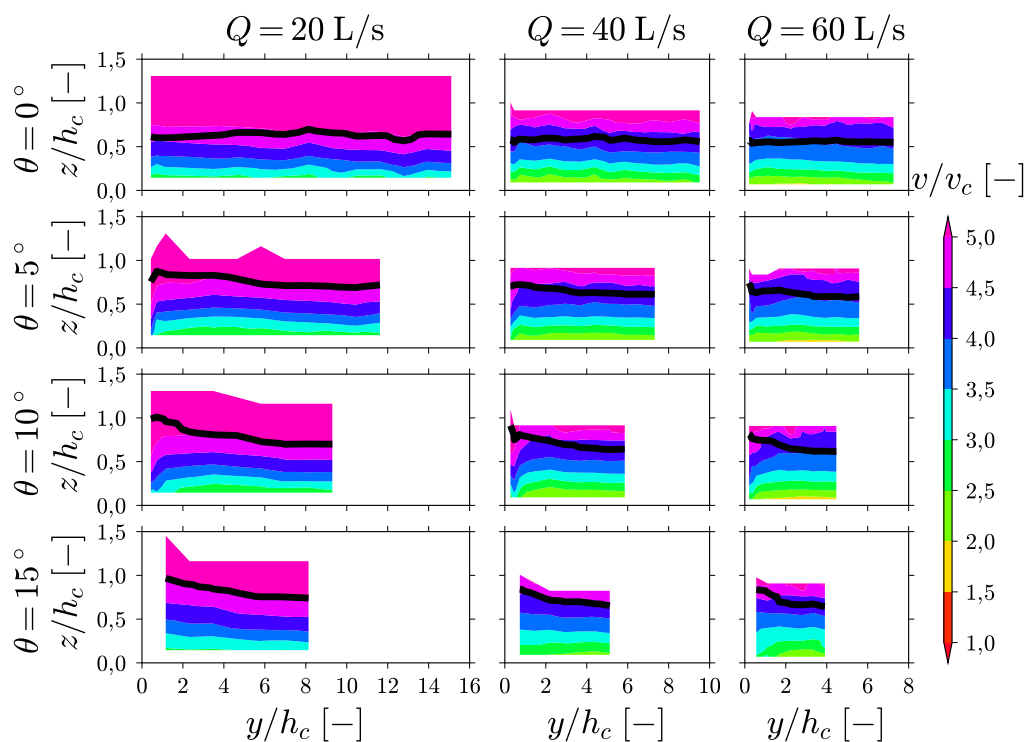 Q = 20 L/s Q = 40 L/s Q = 60 L/s
θ = 0°
z/h_c [−]
1,5
1,0
0,5
0,0
v/v_c [−]
θ = 5°
z/h_c [−]
1,5
1,0
0,5
0,0
θ = 10°
z/h_c [−]
1,5
1,0
0,5
0,0
θ = 15°
z/h_c [−]
1,5
1,0
0,5
0,0
5,0
4,5
4,0
3,5
3,0
2,5
2,0
1,5
1,0
0 2 4 6 8 10 12 14 16 0 2 4 6 8 10 0 2 4 6 8
y/h_c [−] y/h_c [−] y/h_c [−]